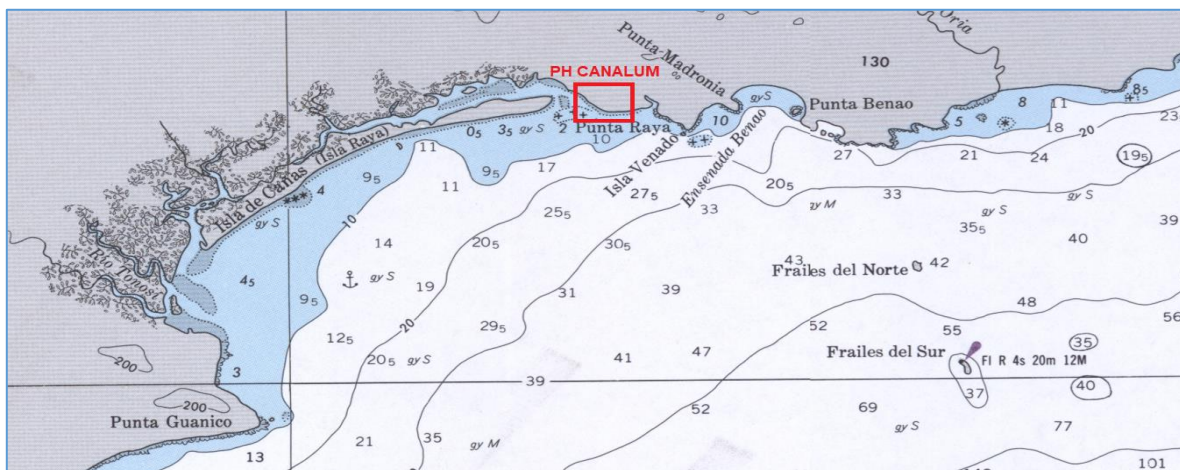 Oria
Punta-Madronia
130
PH CANALUM
gy S
Punta Benao
8
11
8₅
5
18
20
23
10
0₅
3₅
gy S
2
Punta Raya
10
Isla de Cañas (Isla Raya)
11
9₅
17
Isla Venado
Ensenada Benao
27
21
24
19₅
4
9₅
11
27₅
20₅
33
gy S
gy S
10
25₅
33
gy M
gy S
35₅
39
14
20₅
30₅
40
gy S
19
43
Frailes del Norte
42
Río Tonosí
4₅
9₅
31
39
48
20
12₅
29₅
52
55
56
20₅
gy S
41
47
Frailes del Sur
Fl R 4s 20m 12M
35
200
3
39
37
40
200
Punta Guanico
52
69
gy S
77
21
35
gy M
13
101